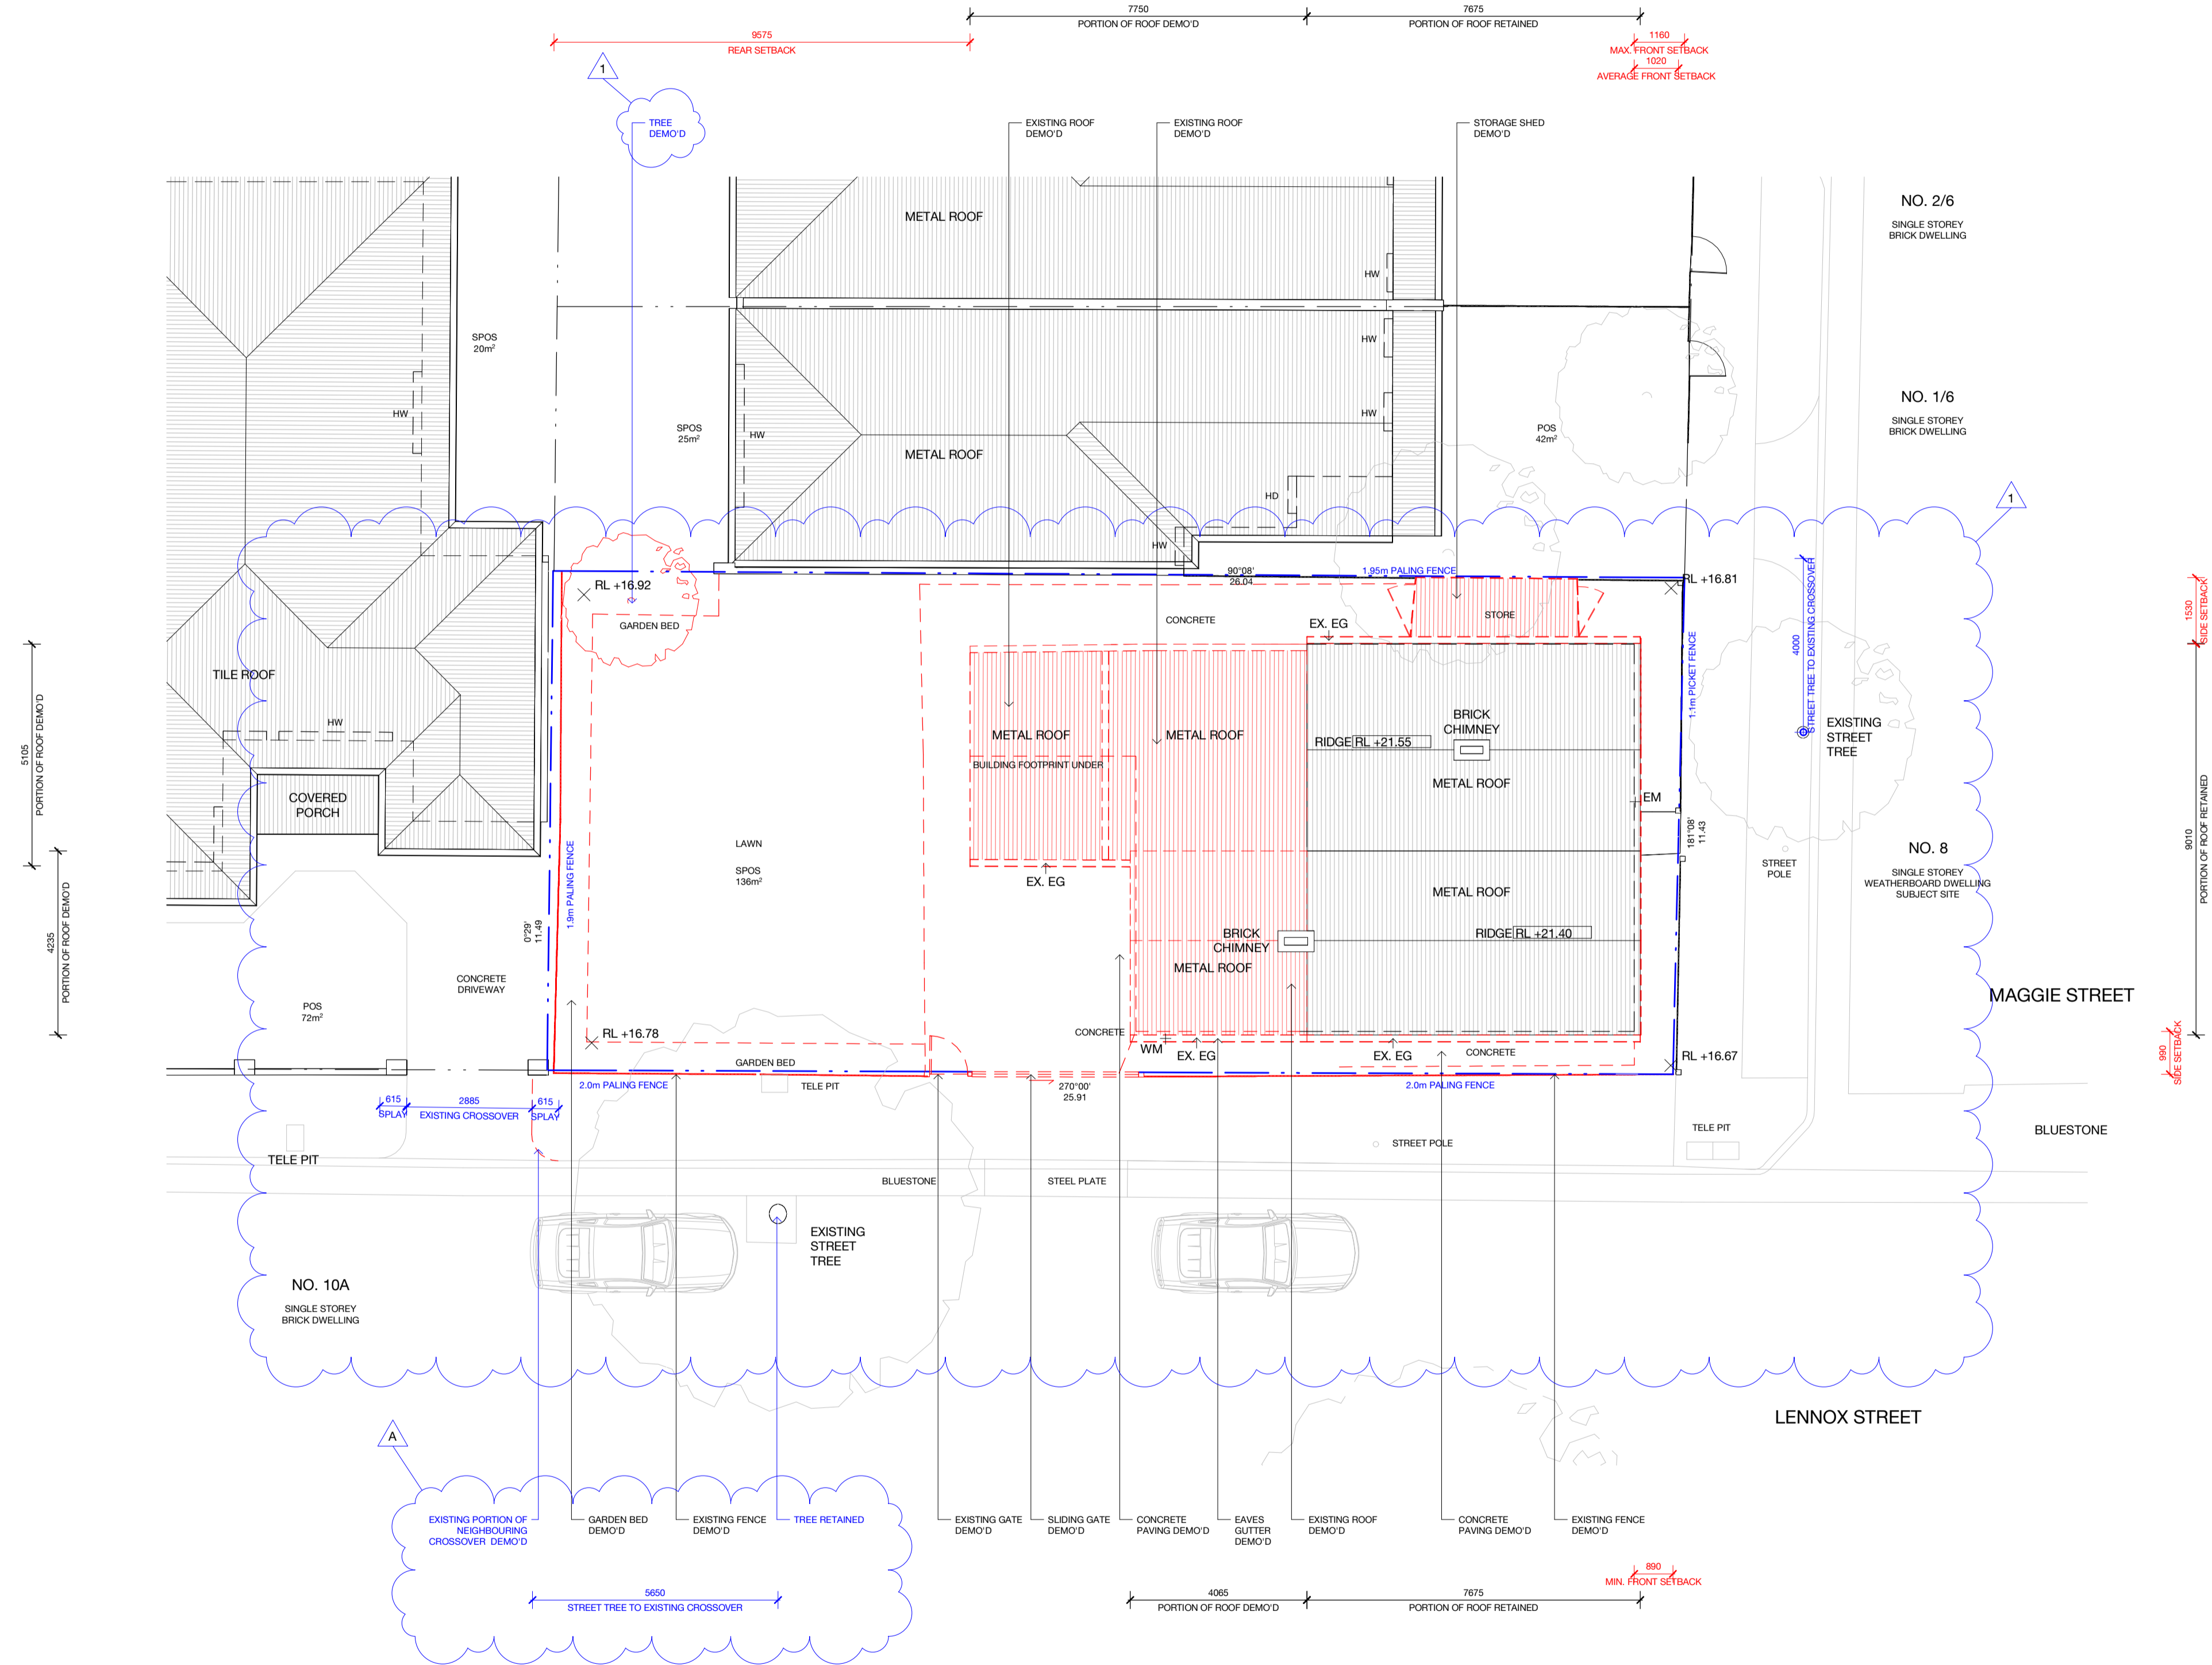 7750
PORTION OF ROOF DEMO'D
7675
PORTION OF ROOF RETAINED
9575
REAR SETBACK
1160
MAX. FRONT SETBACK
1020
AVERAGE FRONT SETBACK
1
TREE
DEMO'D
EXISTING ROOF
DEMO'D
EXISTING ROOF
DEMO'D
STORAGE SHED
DEMO'D
METAL ROOF
NO. 2/6
SINGLE STOREY
BRICK DWELLING
HW
SPOS
20m²
HW
HW
HW
SPOS
25m²
HW
METAL ROOF
HW
POS
42m²
NO. 1/6
SINGLE STOREY
BRICK DWELLING
HD
HW
1
RL +16.92
GARDEN BED
90°08'
26.04
1.95m PALING FENCE
RL +16.81
CONCRETE
EX. EG
STORE
4000
STREET TREE TO EXISTING CROSSOVER
1530
SIDE SETBACK
1.1m PICKET FENCE
TILE ROOF
HW
COVERED
PORCH
5105
PORTION OF ROOF DEMO'D
4235
PORTION OF ROOF DEMO'D
METAL ROOF
METAL ROOF
BUILDING FOOTPRINT UNDER
BRICK
CHIMNEY
RIDGE RL +21.55
METAL ROOF
EXISTING
STREET
TREE
EM
181°08'
11.43
9010
PORTION OF ROOF RETAINED
LAWN
SPOS
136m²
EX. EG
METAL ROOF
STREET
POLE
NO. 8
SINGLE STOREY
WEATHERBOARD DWELLING
SUBJECT SITE
1.9m PALING FENCE
0°29'
11.49
BRICK
CHIMNEY
RIDGE RL +21.40
METAL ROOF
CONCRETE
DRIVEWAY
POS
72m²
MAGGIE STREET
RL +16.78
GARDEN BED
CONCRETE
WM
EX. EG
EX. EG
CONCRETE
RL +16.67
990
SIDE SETBACK
2.0m PALING FENCE
TELE PIT
270°00'
25.91
2.0m PALING FENCE
615
SPLAY
2885
EXISTING CROSSOVER
615
SPLAY
TELE PIT
STREET POLE
TELE PIT
BLUESTONE
BLUESTONE
STEEL PLATE
EXISTING
STREET
TREE
NO. 10A
SINGLE STOREY
BRICK DWELLING
LENNOX STREET
A
EXISTING PORTION OF
NEIGHBOURING
CROSSOVER DEMO'D
GARDEN BED
DEMO'D
EXISTING FENCE
DEMO'D
TREE RETAINED
EXISTING GATE
DEMO'D
SLIDING GATE
DEMO'D
CONCRETE
PAVING DEMO'D
EAVES
GUTTER
DEMO'D
EXISTING ROOF
DEMO'D
CONCRETE
PAVING DEMO'D
EXISTING FENCE
DEMO'D
5650
STREET TREE TO EXISTING CROSSOVER
4065
PORTION OF ROOF DEMO'D
7675
PORTION OF ROOF RETAINED
890
MIN. FRONT SETBACK